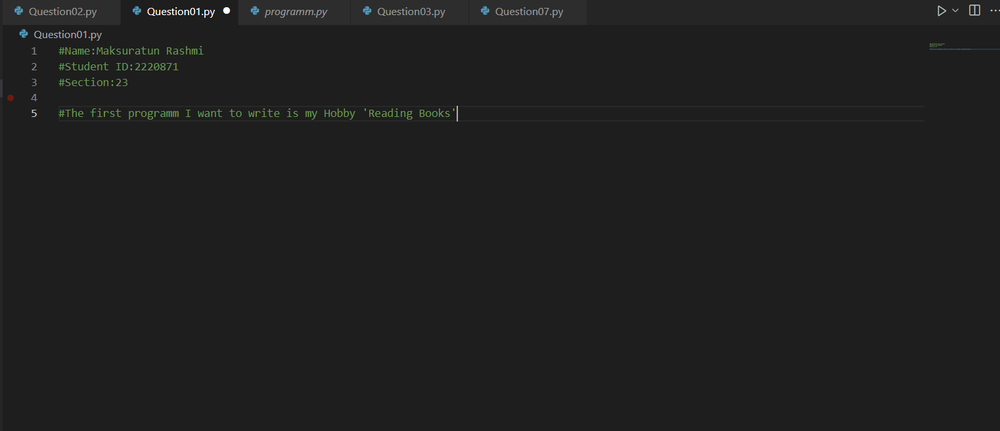 Question02.py Question01.py programm.py Question03.py Question07.py
Question01.py
1 #Name:Maksuratun Rashmi
2 #Student ID:2220871
3 #Section:23
4
5 #The first programm I want to write is my Hobby 'Reading Books'